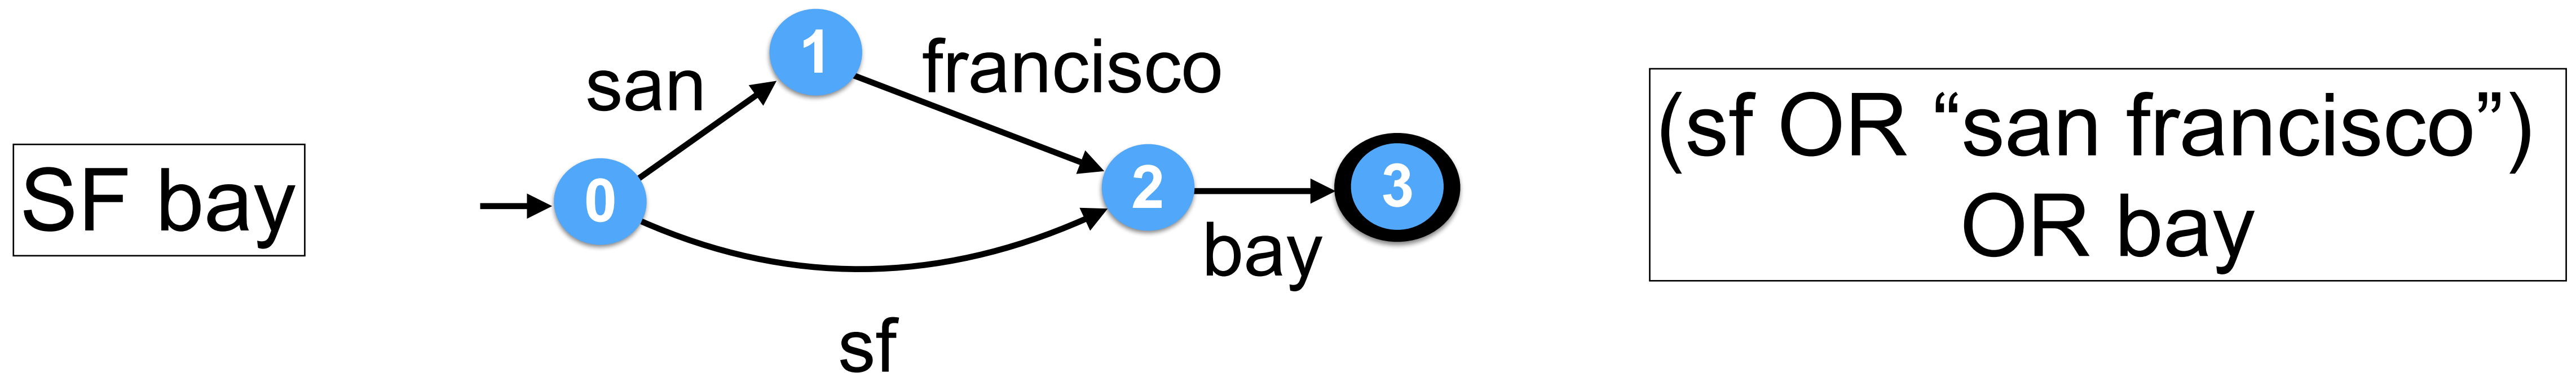 SF bay
san
1
francisco
0
2
3
bay
sf
(sf OR “san francisco”)
OR bay